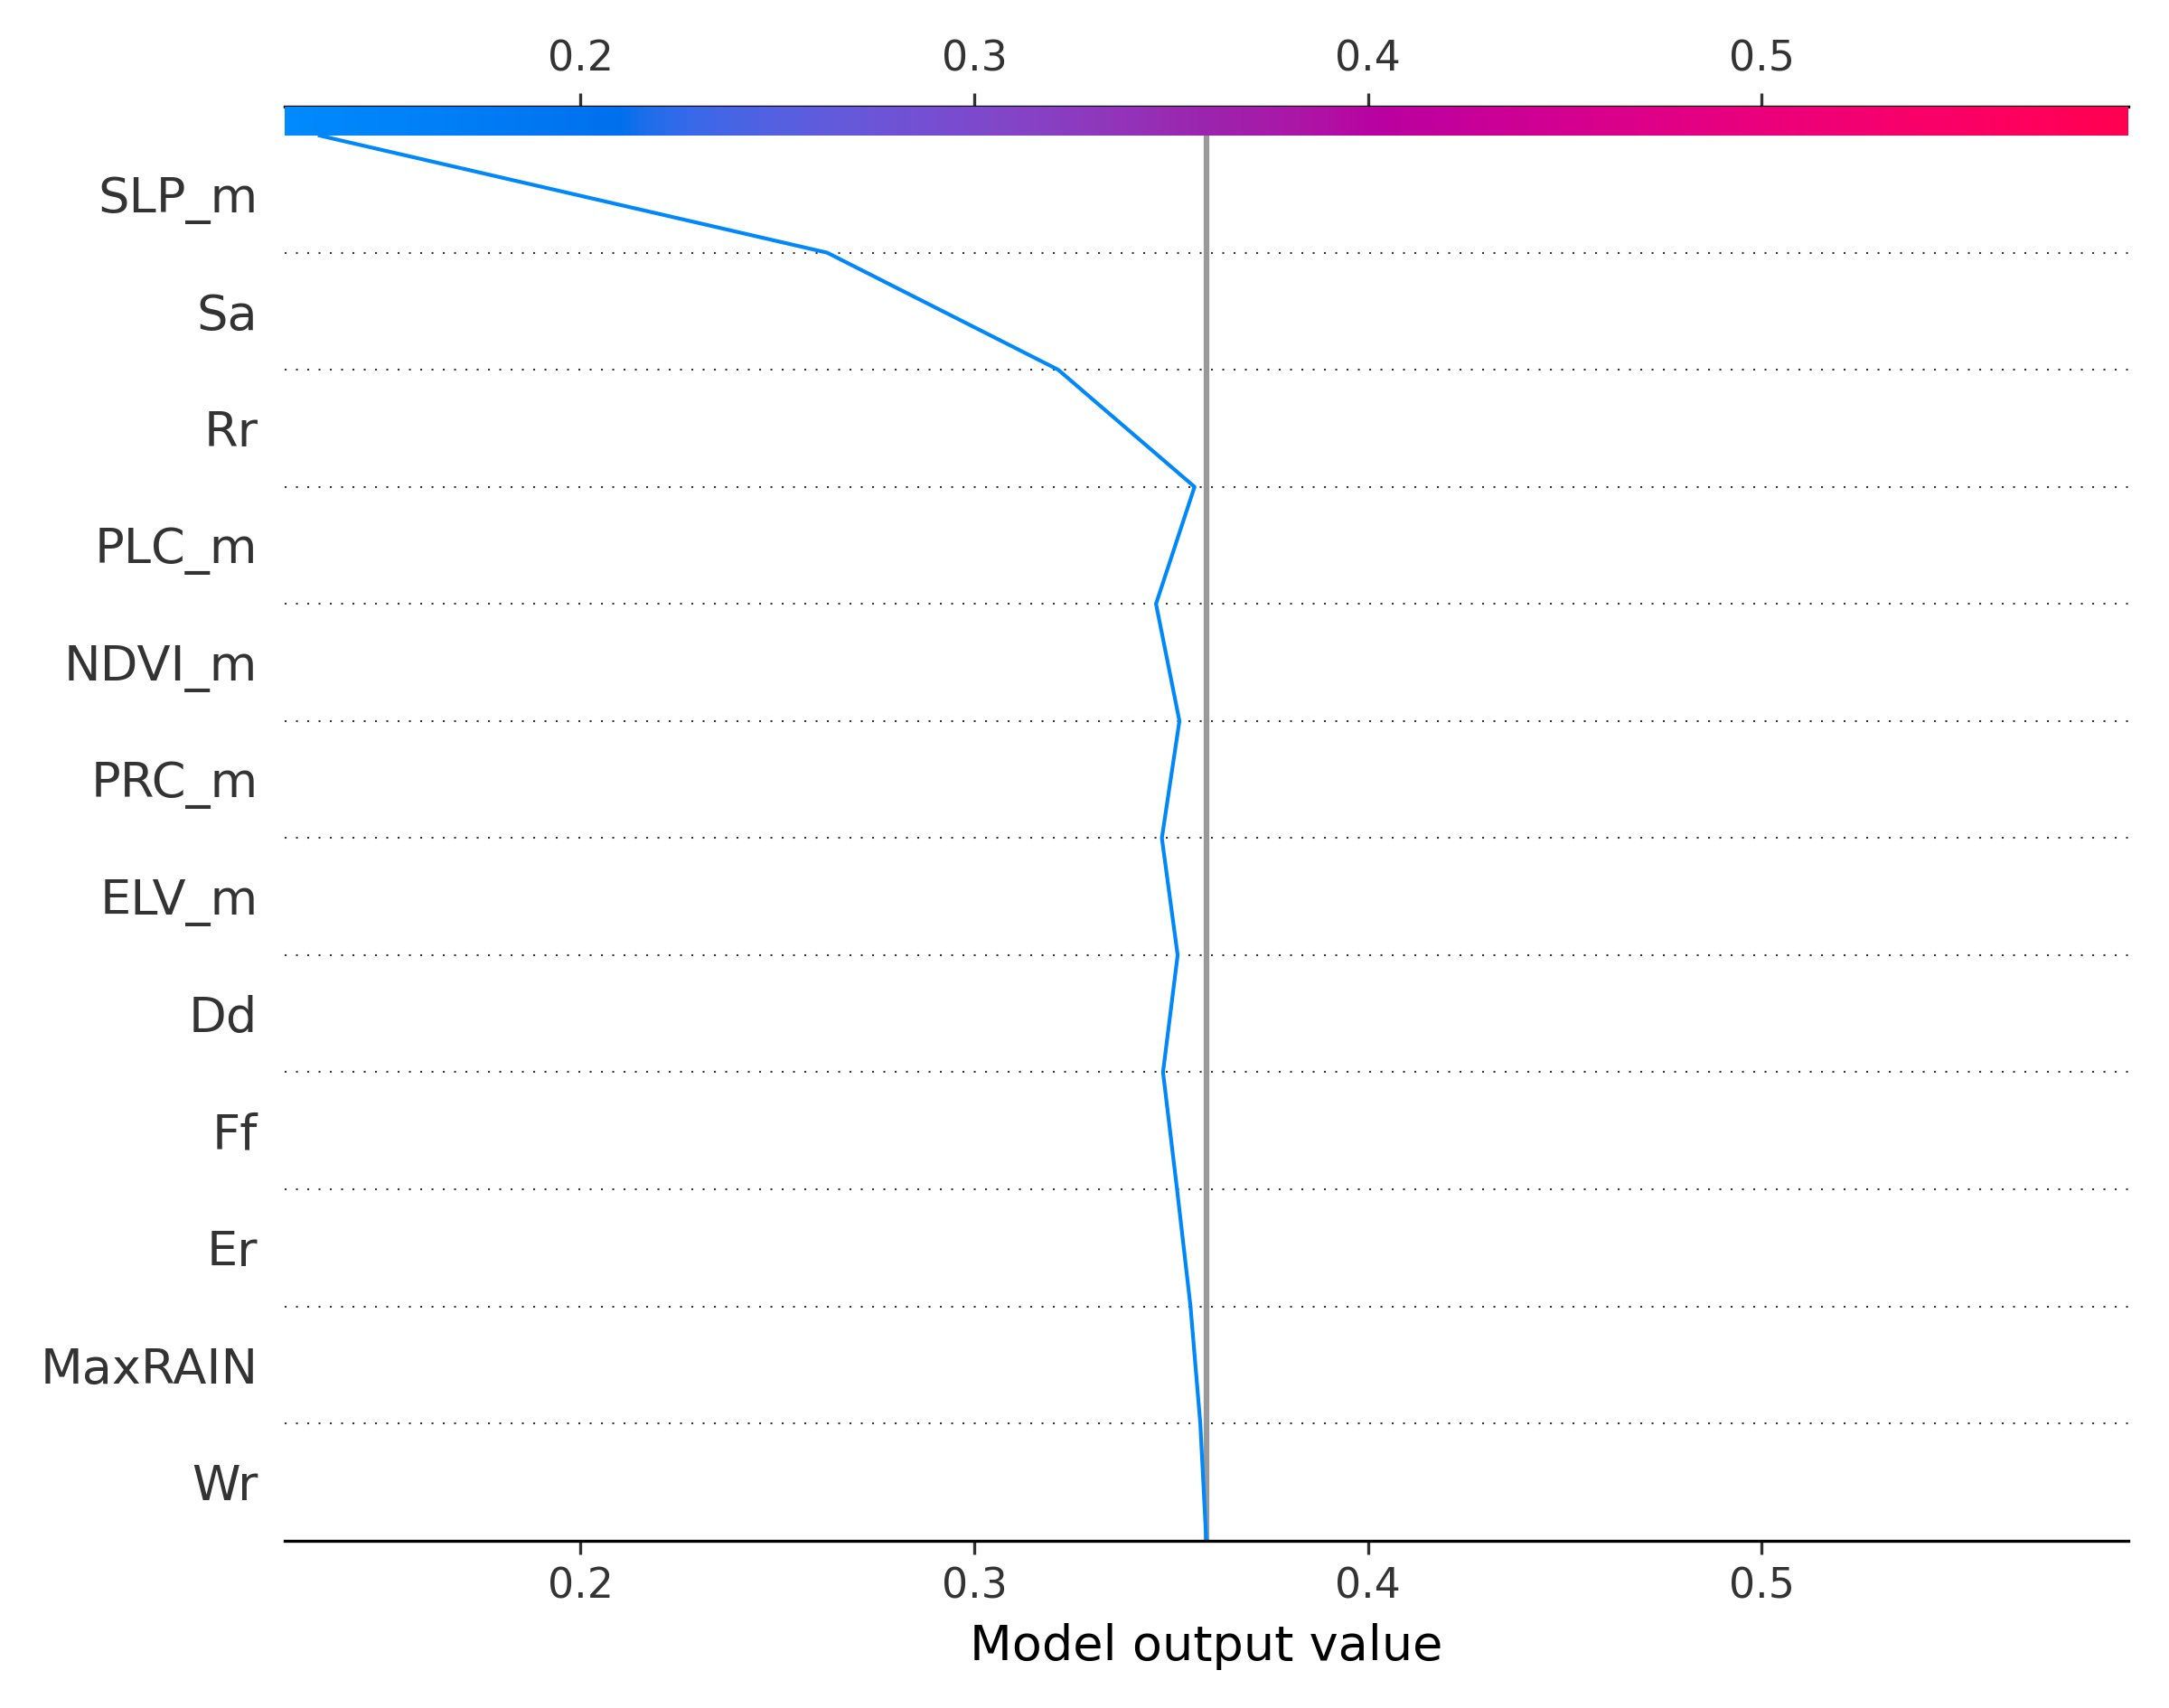 0.2 0.3 0.4 0.5
SLP_m
Sa
Rr
PLC_m
NDVI_m
PRC_m
ELV_m
Dd
Ff
Er
MaxRAIN
Wr
0.2 0.3 0.4 0.5
Model output value